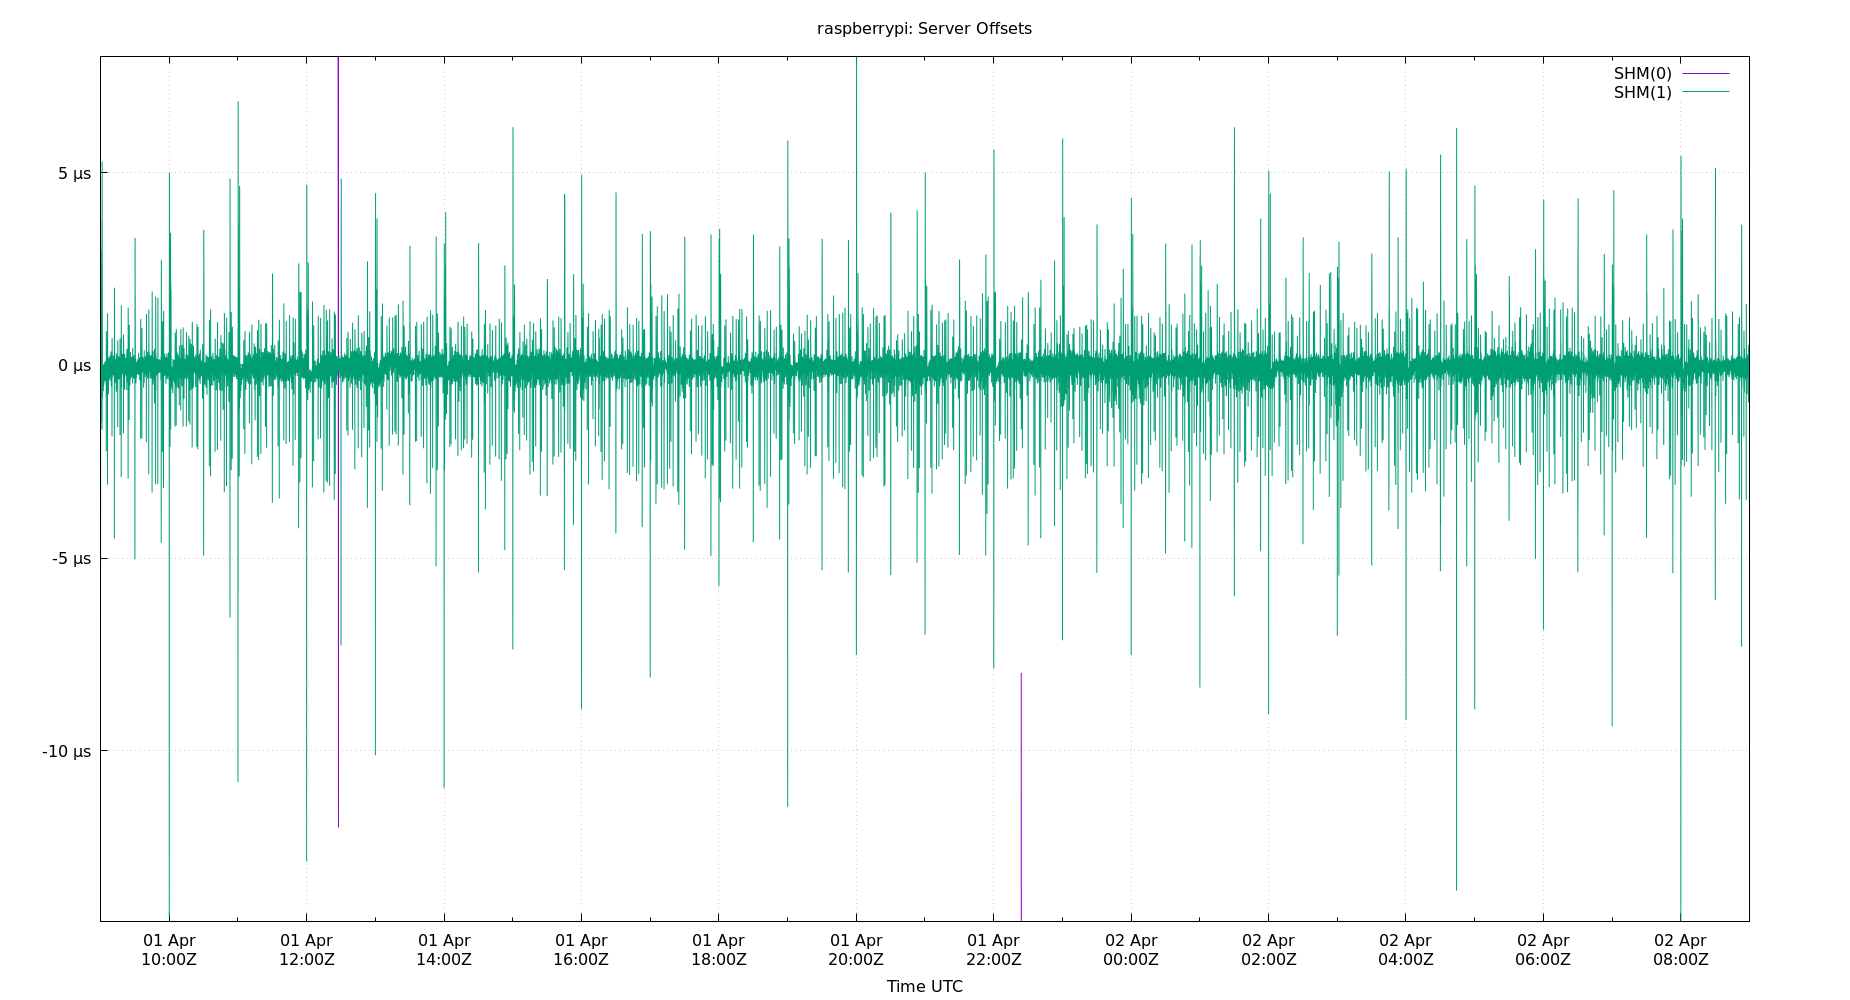 raspberrypi: Server Offsets
SHM(0)
SHM(1)
5 µs
0 µs
-5 µs
-10 µs
01 Apr 01 Apr 01 Apr 01 Apr 01 Apr 01 Apr 01 Apr 02 Apr 02 Apr 02 Apr 02 Apr 02 Apr
10:00Z 12:00Z 14:00Z 16:00Z 18:00Z 20:00Z 22:00Z 00:00Z 02:00Z 04:00Z 06:00Z 08:00Z
Time UTC